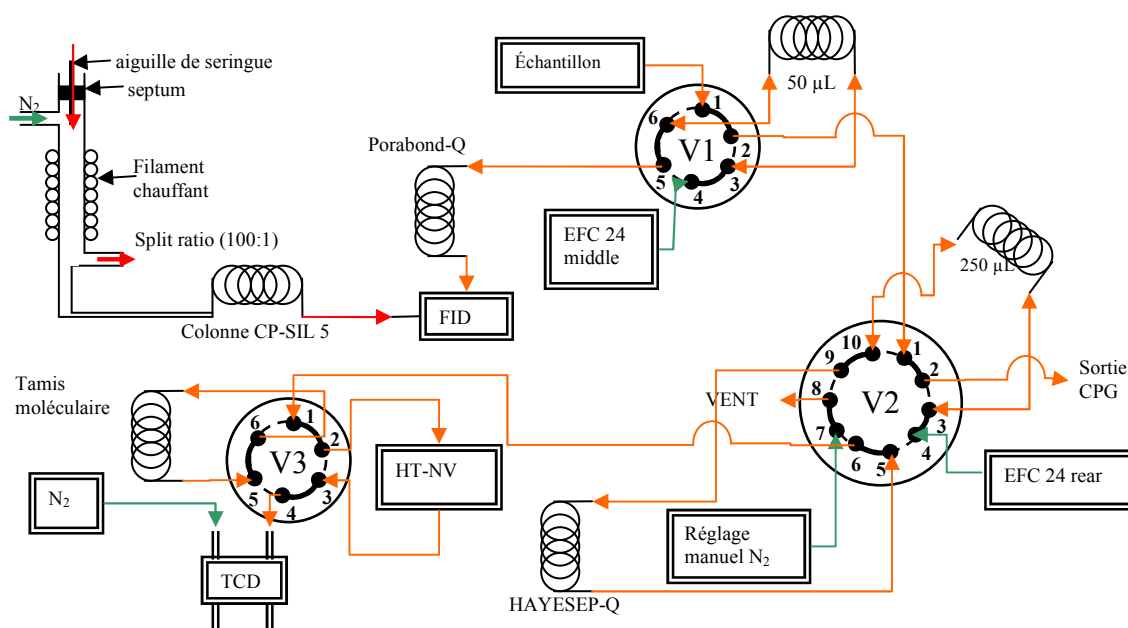 aiguille de seringue
septum
N2
Filament
chauffant
Split ratio (100:1)
Colonne CP-SIL 5
Porabond-Q
FID
Échantillon
50 µL
V1
1
2
3
4
5
6
EFC 24
middle
250 µL
V2
1
2
3
4
5
6
7
8
9
10
Sortie
CPG
VENT
EFC 24 rear
Réglage
manuel N2
HAYESEP-Q
Tamis
moléculaire
V3
1
2
3
4
5
6
HT-NV
N2
TCD